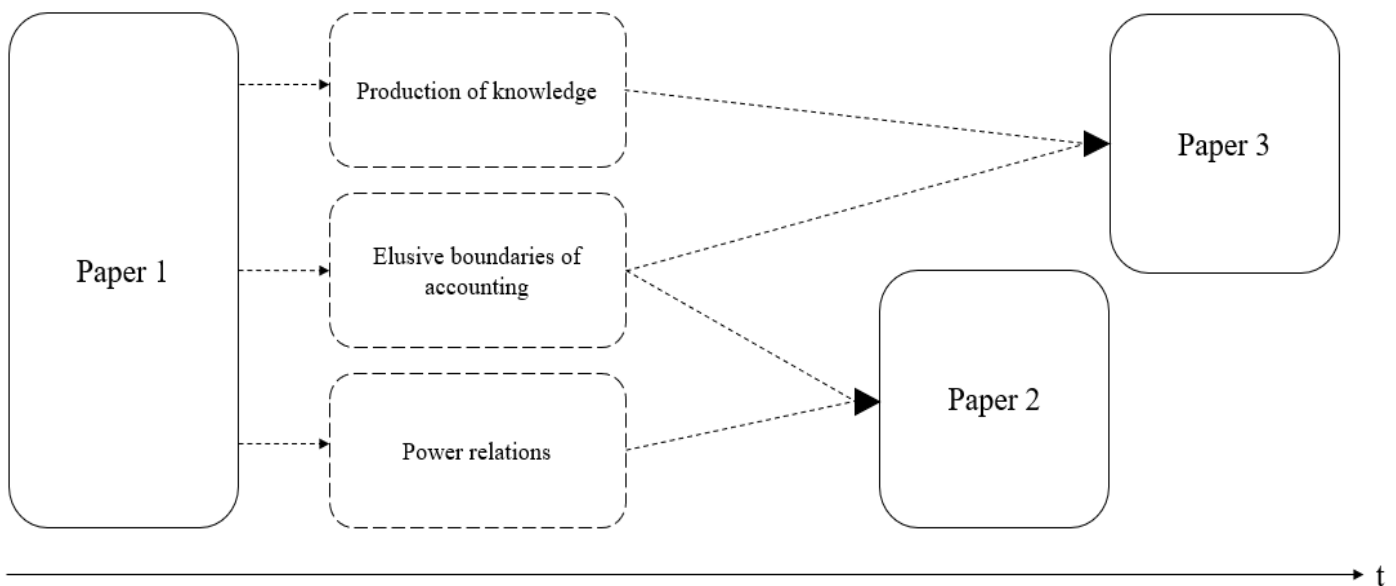 Paper 1
Production of knowledge
Elusive boundaries of
accounting
Power relations
Paper 3
Paper 2
t